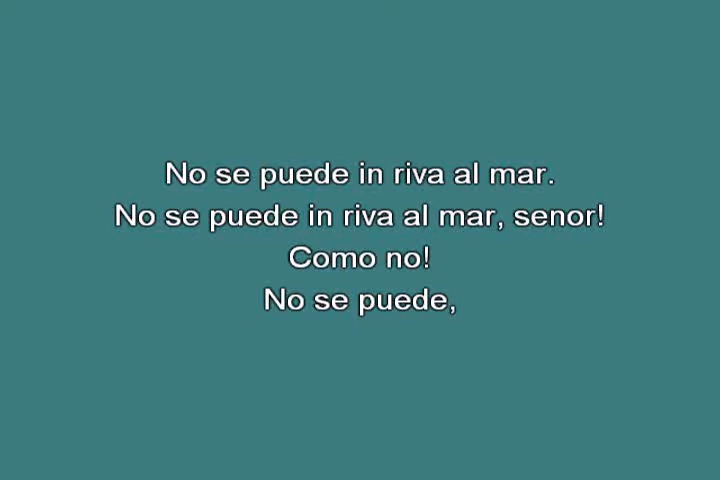 No se puede in riva al mar.
No se puede in riva al mar, senor!
Como no!
No se puede,